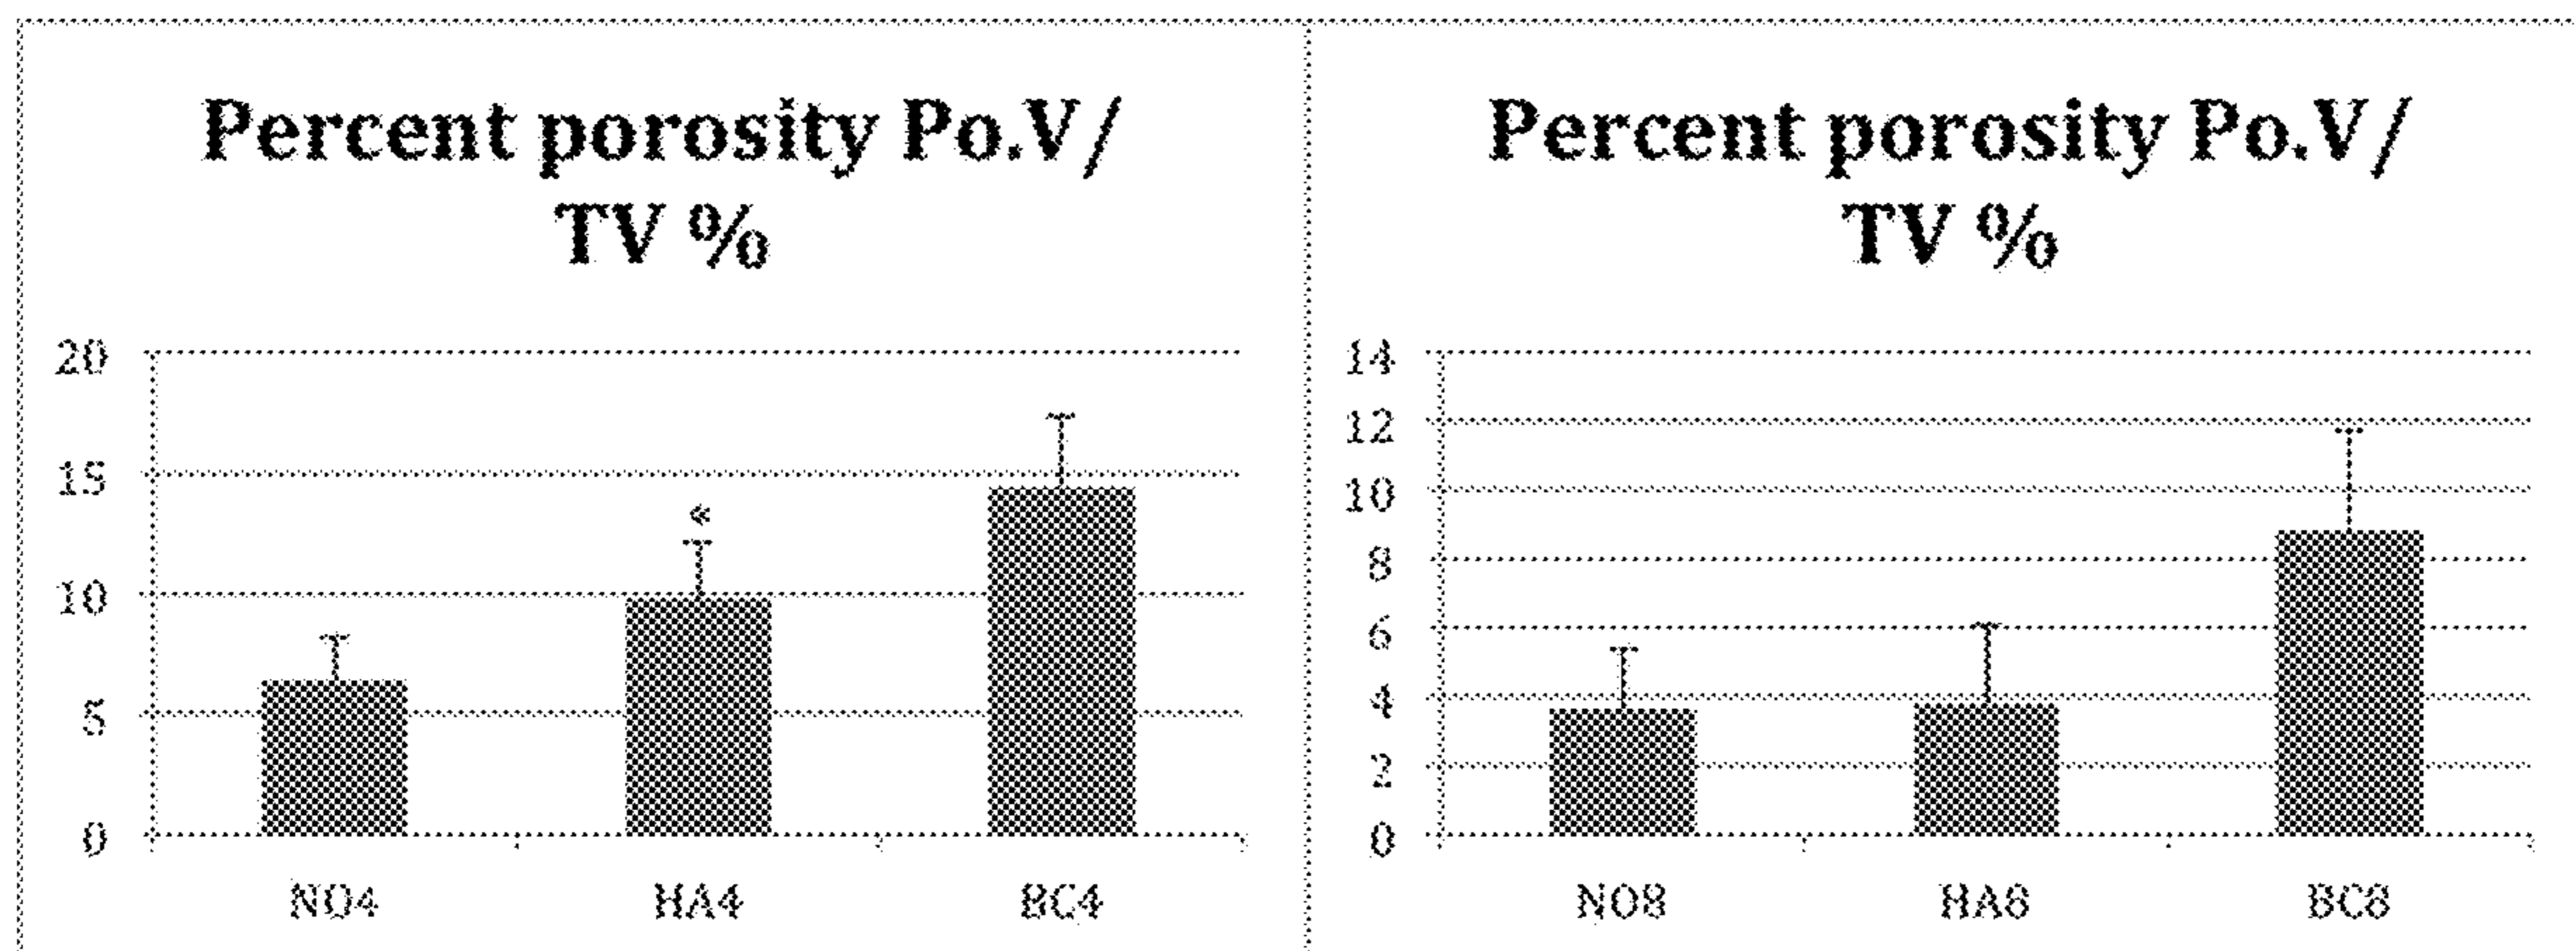 Percent porosity Po.V/
TV %
20
15
10
5
0
*
NO4
HA4
BC4
Percent porosity Po.V/
TV %
14
12
10
8
6
4
2
0
NO8
HA8
BC8